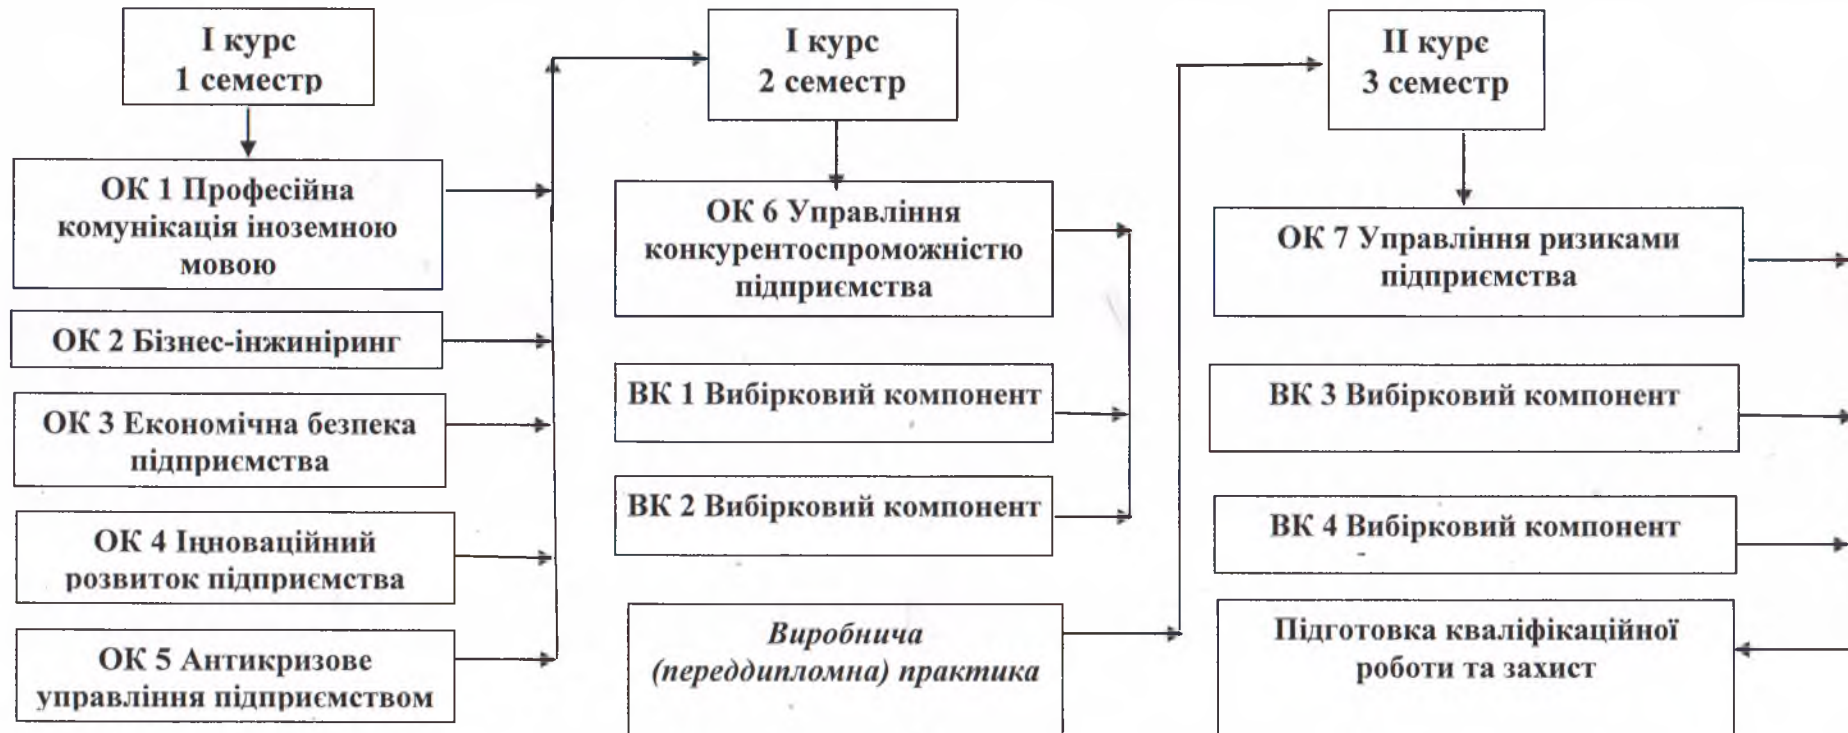 І курс
1 семестр
ОК 1 Професійна
комунікація іноземною
мовою
ОК 2 Бізнес-інжиніринг
ОК 3 Економічна безпека
підприємства
ОК 4 Інноваційний
розвиток підприємства
ОК 5 Антикризове
управління підприємством
І курс
2 семестр
ОК 6 Управління
конкурентоспроможністю
підприємства
ВК 1 Вибірковий компонент
ВК 2 Вибірковий компонент
Виробнича
(переддипломна) практика
ІІ курс
3 семестр
ОК 7 Управління ризиками
підприємства
ВК 3 Вибірковий компонент
ВК 4 Вибірковий компонент
Підготовка кваліфікаційної
роботи та захист